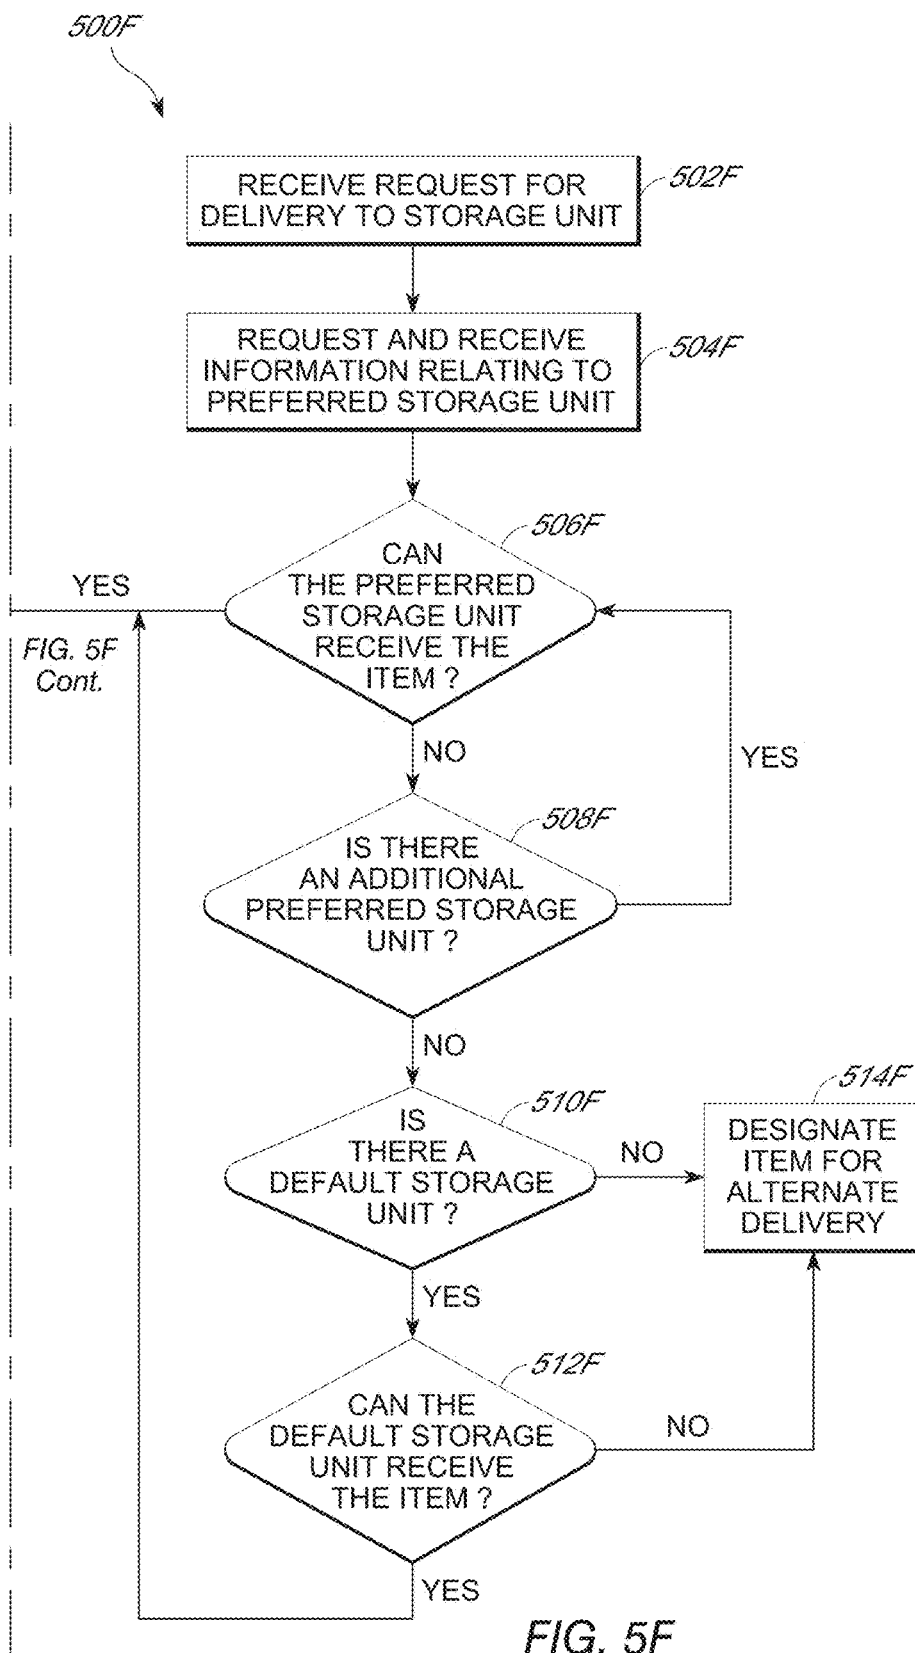 500F
RECEIVE REQUEST FOR
DELIVERY TO STORAGE UNIT
502F
REQUEST AND RECEIVE
INFORMATION RELATING TO
PREFERRED STORAGE UNIT
504F
506F
CAN
THE PREFERRED
STORAGE UNIT
RECEIVE THE
ITEM ?
YES
FIG. 5F
Cont.
NO
YES
508F
IS THERE
AN ADDITIONAL
PREFERRED STORAGE
UNIT ?
NO
510F
IS
THERE A
DEFAULT STORAGE
UNIT ?
NO
514F
DESIGNATE
ITEM FOR
ALTERNATE
DELIVERY
YES
512F
CAN THE
DEFAULT STORAGE
UNIT RECEIVE
THE ITEM ?
NO
YES
FIG. 5F